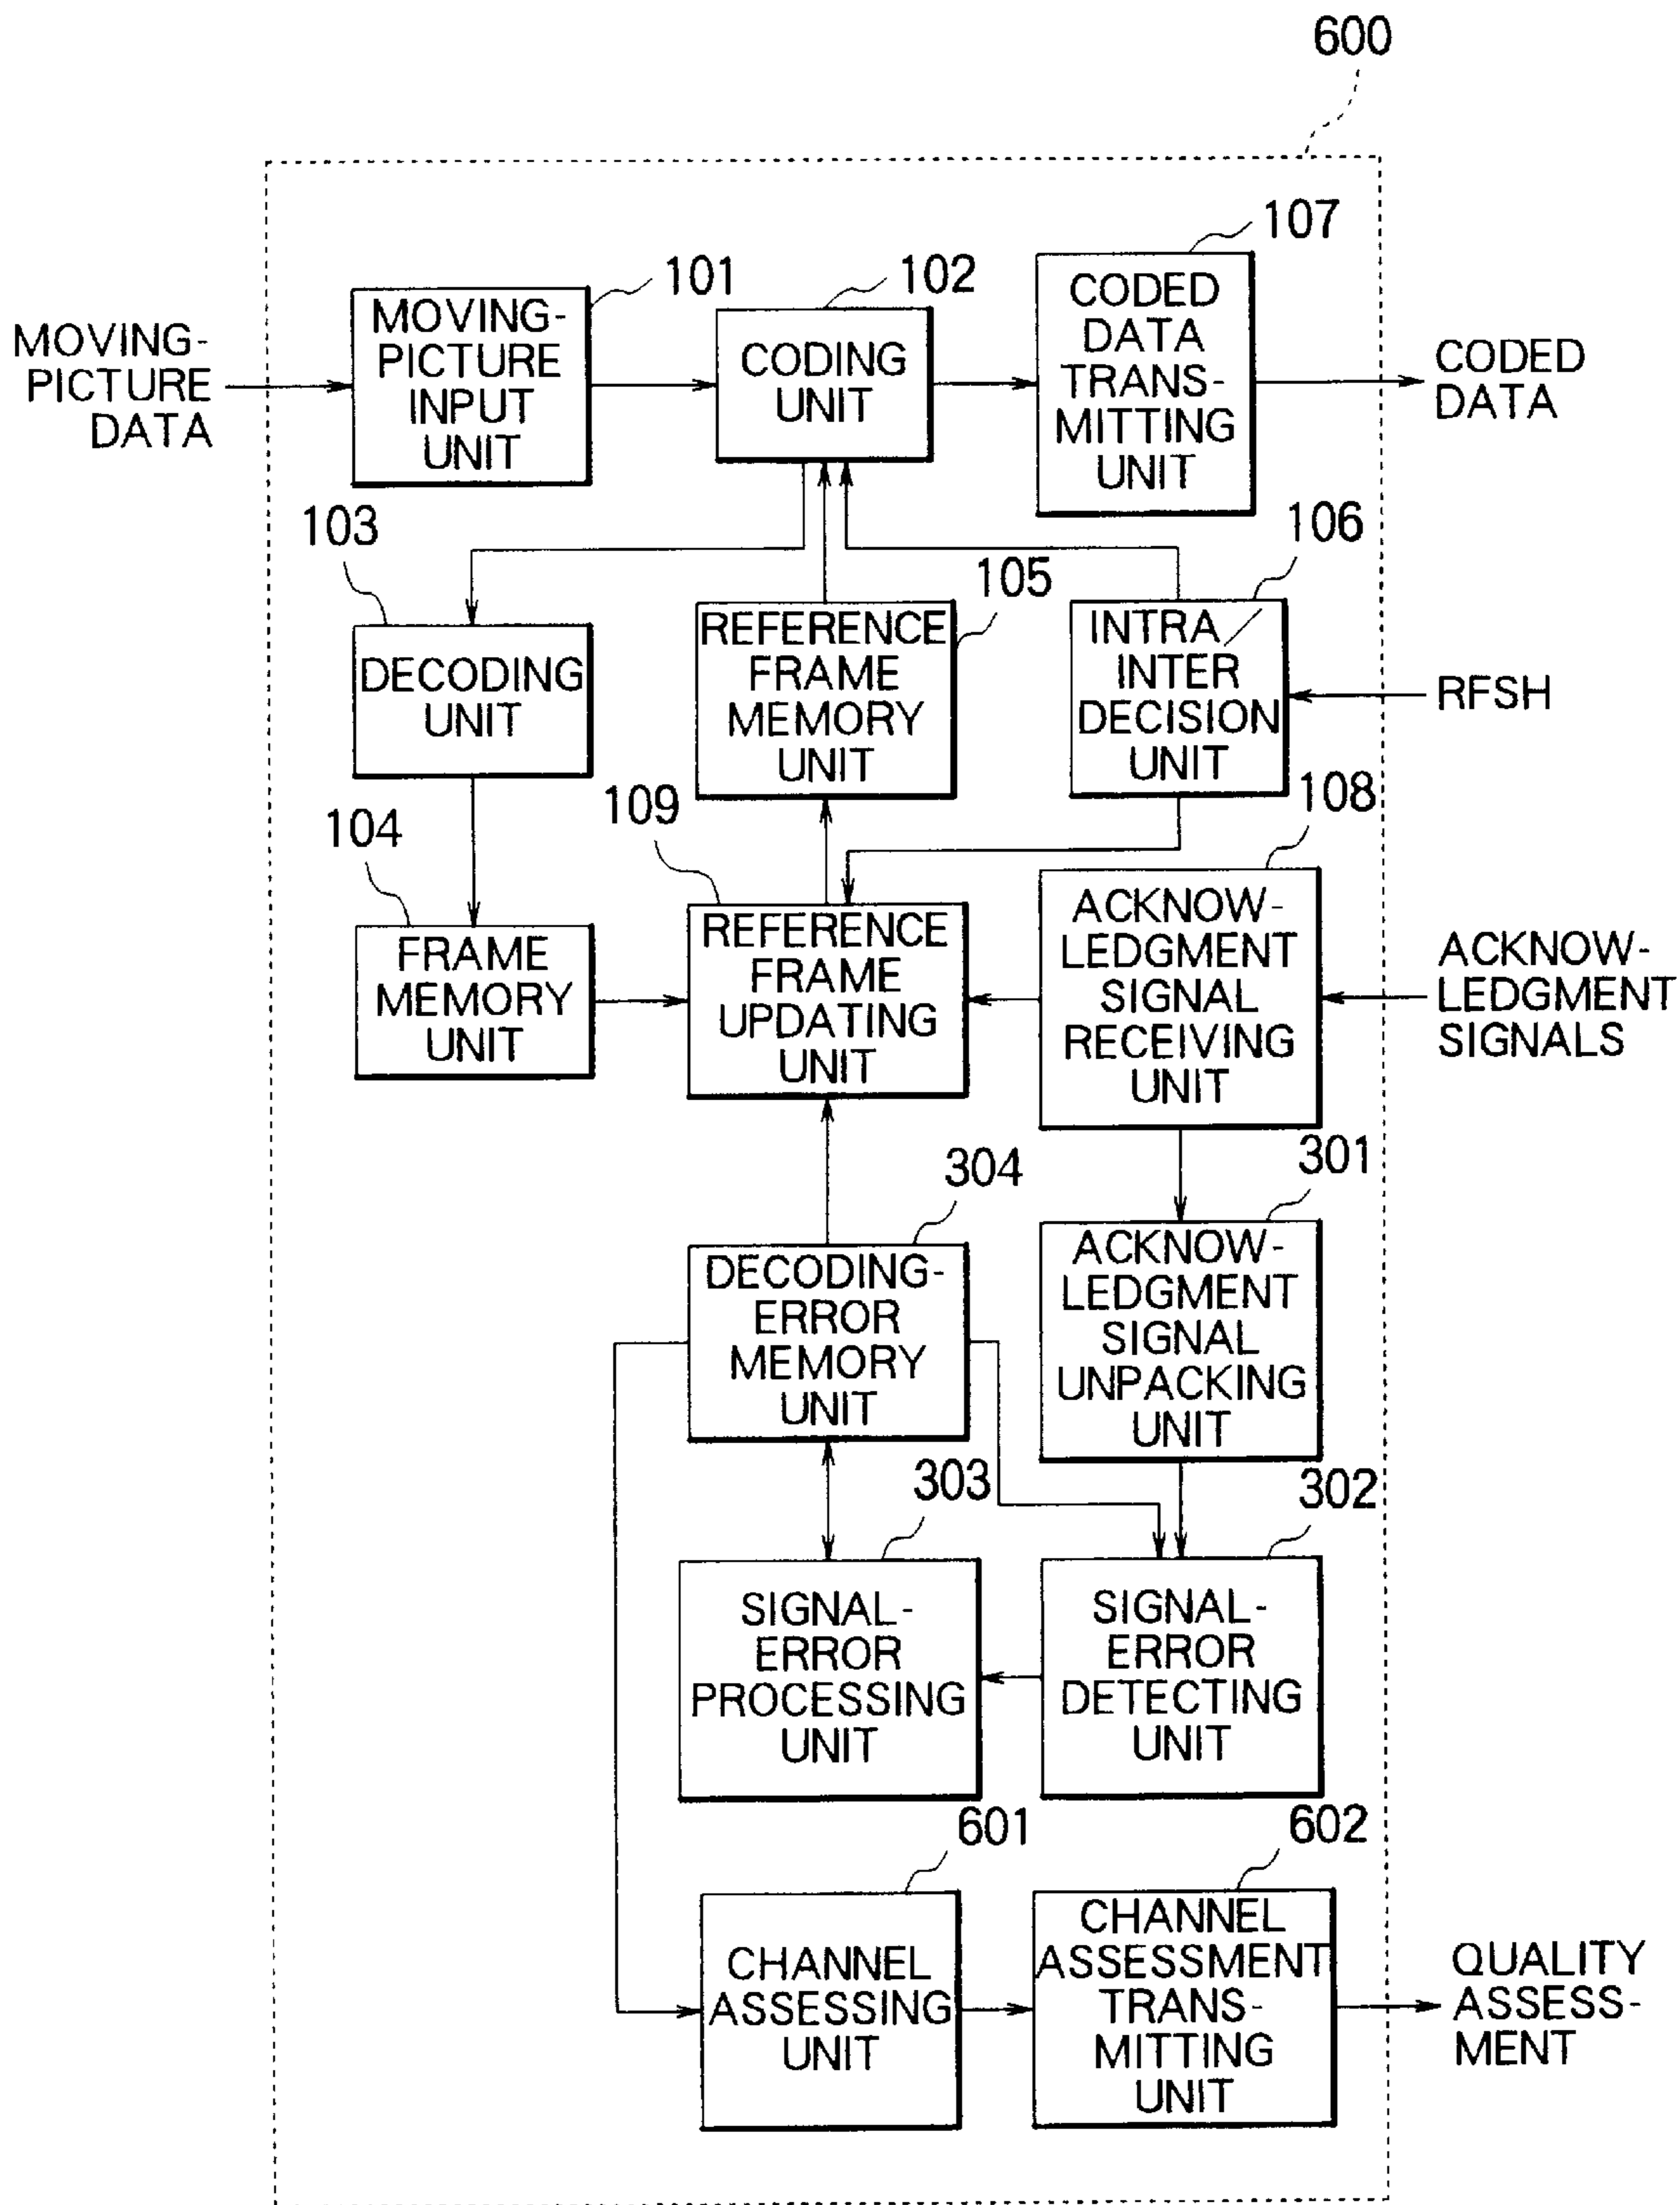 600
107
101
102
MOVING-
PICTURE
DATA
MOVING-
PICTURE
INPUT
UNIT
CODING
UNIT
CODED
DATA
TRANS-
MITTING
UNIT
CODED
DATA
103
105
106
DECODING
UNIT
REFERENCE
FRAME
MEMORY
UNIT
INTRA /
INTER
DECISION
UNIT
RFSH
104
109
108
FRAME
MEMORY
UNIT
REFERENCE
FRAME
UPDATING
UNIT
ACKNOW-
LEDGMENT
SIGNAL
RECEIVING
UNIT
ACKNOW-
LEDGMENT
SIGNALS
304
301
DECODING-
ERROR
MEMORY
UNIT
ACKNOW-
LEDGMENT
SIGNAL
UNPACKING
UNIT
303
302
SIGNAL-
ERROR
PROCESSING
UNIT
SIGNAL-
ERROR
DETECTING
UNIT
601
602
CHANNEL
ASSESSING
UNIT
CHANNEL
ASSESSMENT
TRANS-
MITTING
UNIT
QUALITY
ASSESS-
MENT